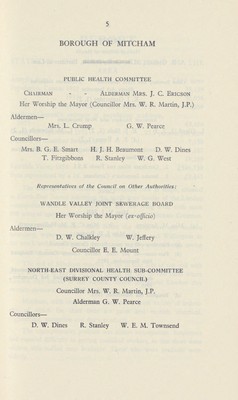 5
BOROUGH OF MITCHAM
PUBLIC HEALTH COMMITTEE
CHAIRMAN - - ALDERMAN MRS. J. C. ERICSON
Her Worship the Mayor (Councillor Mrs. W. R. Martin, J.P.)
Aldermen—
Mrs. L. Crump G. W. Pearce
Councillors—
Mrs. B. G. E. Smart H. J. H. Beaumont D. W. Dines
T. Fitzgibbons R. Stanley W. G. West
Representatives of the Council on Other Authorities:
WANDLE VALLEY JOINT SEWERAGE BOARD
Her Worship the Mayor (ex-officio)
Aldermen—
D. W. Chalkley W. Jeffery
Councillor E. E. Mount
NORTH-EAST DIVISIONAL HEALTH SUB-COMMITTEE
(SURREY COUNTY COUNCIL)
Councillor Mrs. W. R. Martin, J.P.
Alderman G. W. Pearce
Councillors—
D. W. Dines R. Stanley W. E. M. Townsend